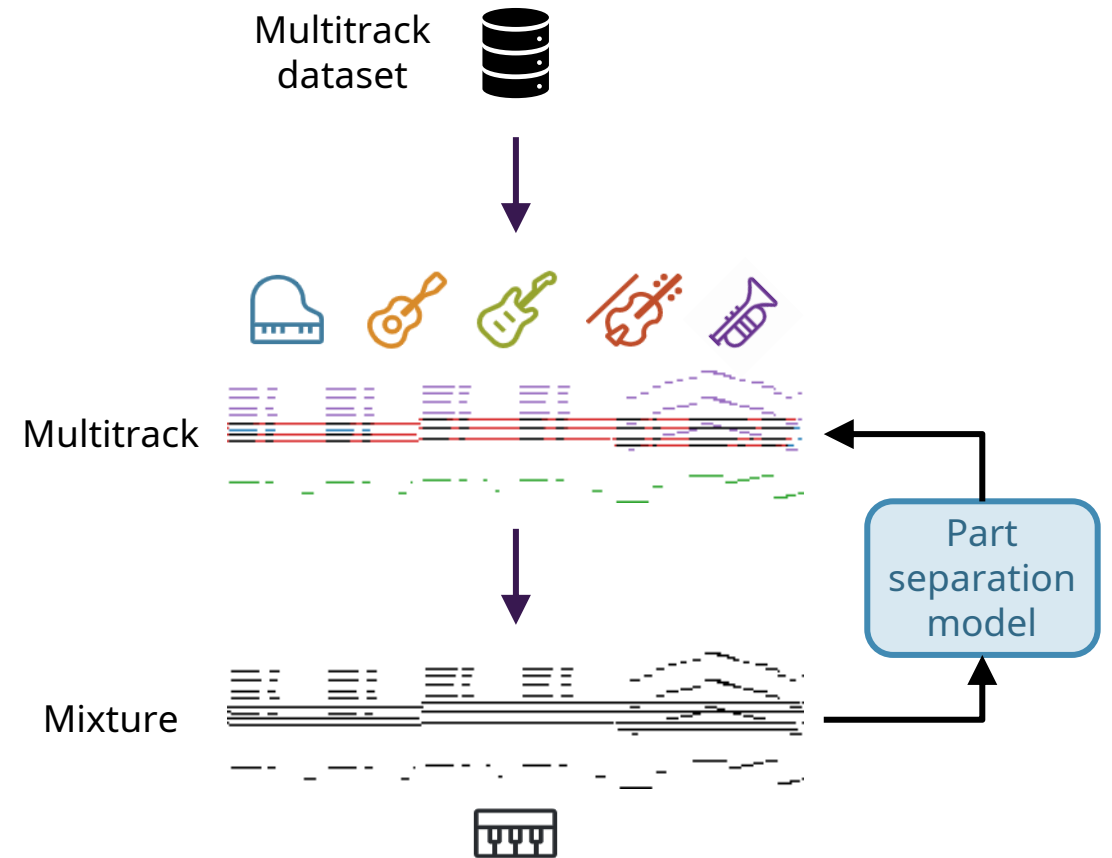 Multitrack
dataset
Multitrack
Part
separation
model
Mixture